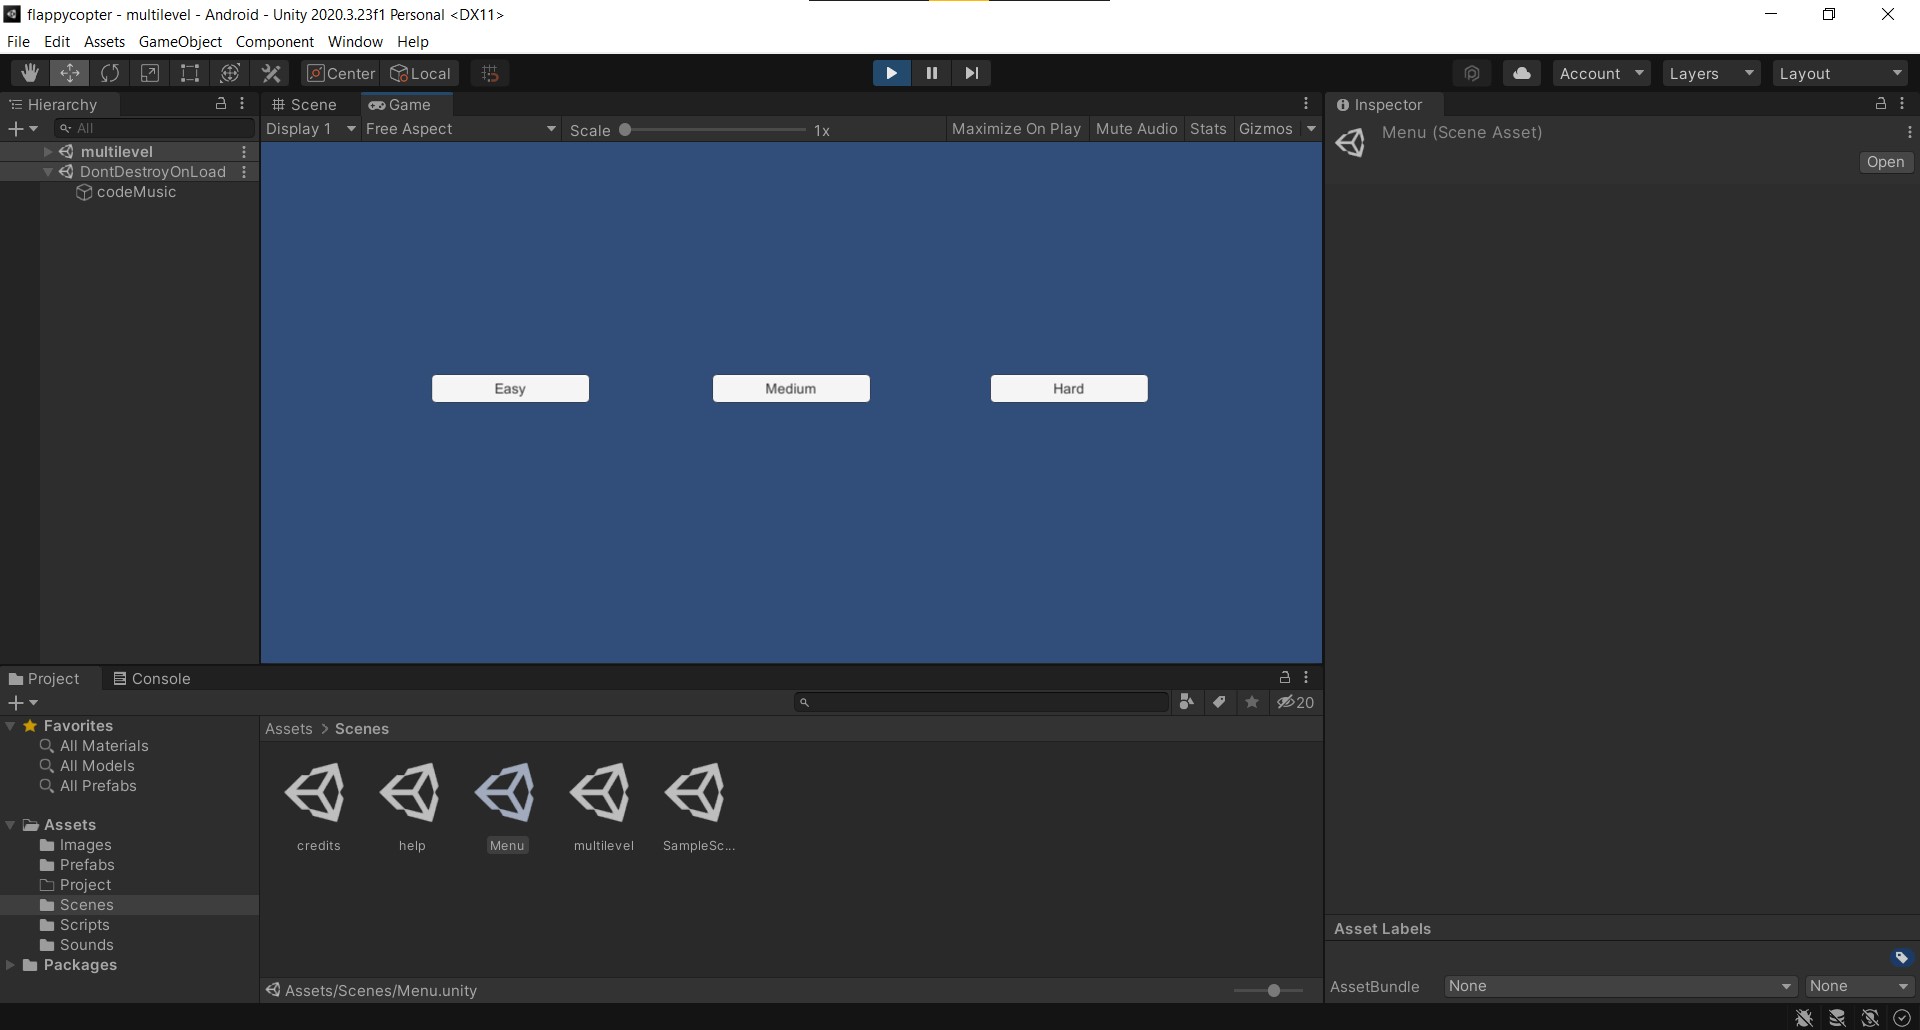 flappycopter - multilevel - Android - Unity 2020.3.23f1 Personal <DX11>
File Edit Assets GameObject Component Window Help
Center Local Account Layers Layout
Hierarchy
All
multilevel
DontDestroyOnLoad
codeMusic
Scene Game
Display 1 Free Aspect Scale 1x Maximize On Play Mute Audio Stats Gizmos
Easy Medium Hard
Inspector
Menu (Scene Asset)
Open
Project Console
20
Favorites
All Materials
All Models
All Prefabs
Assets
Images
Prefabs
Project
Scenes
Scripts
Sounds
Packages
Assets > Scenes
credits help Menu multilevel SampleSc...
Assets/Scenes/Menu.unity
Asset Labels
AssetBundle None None